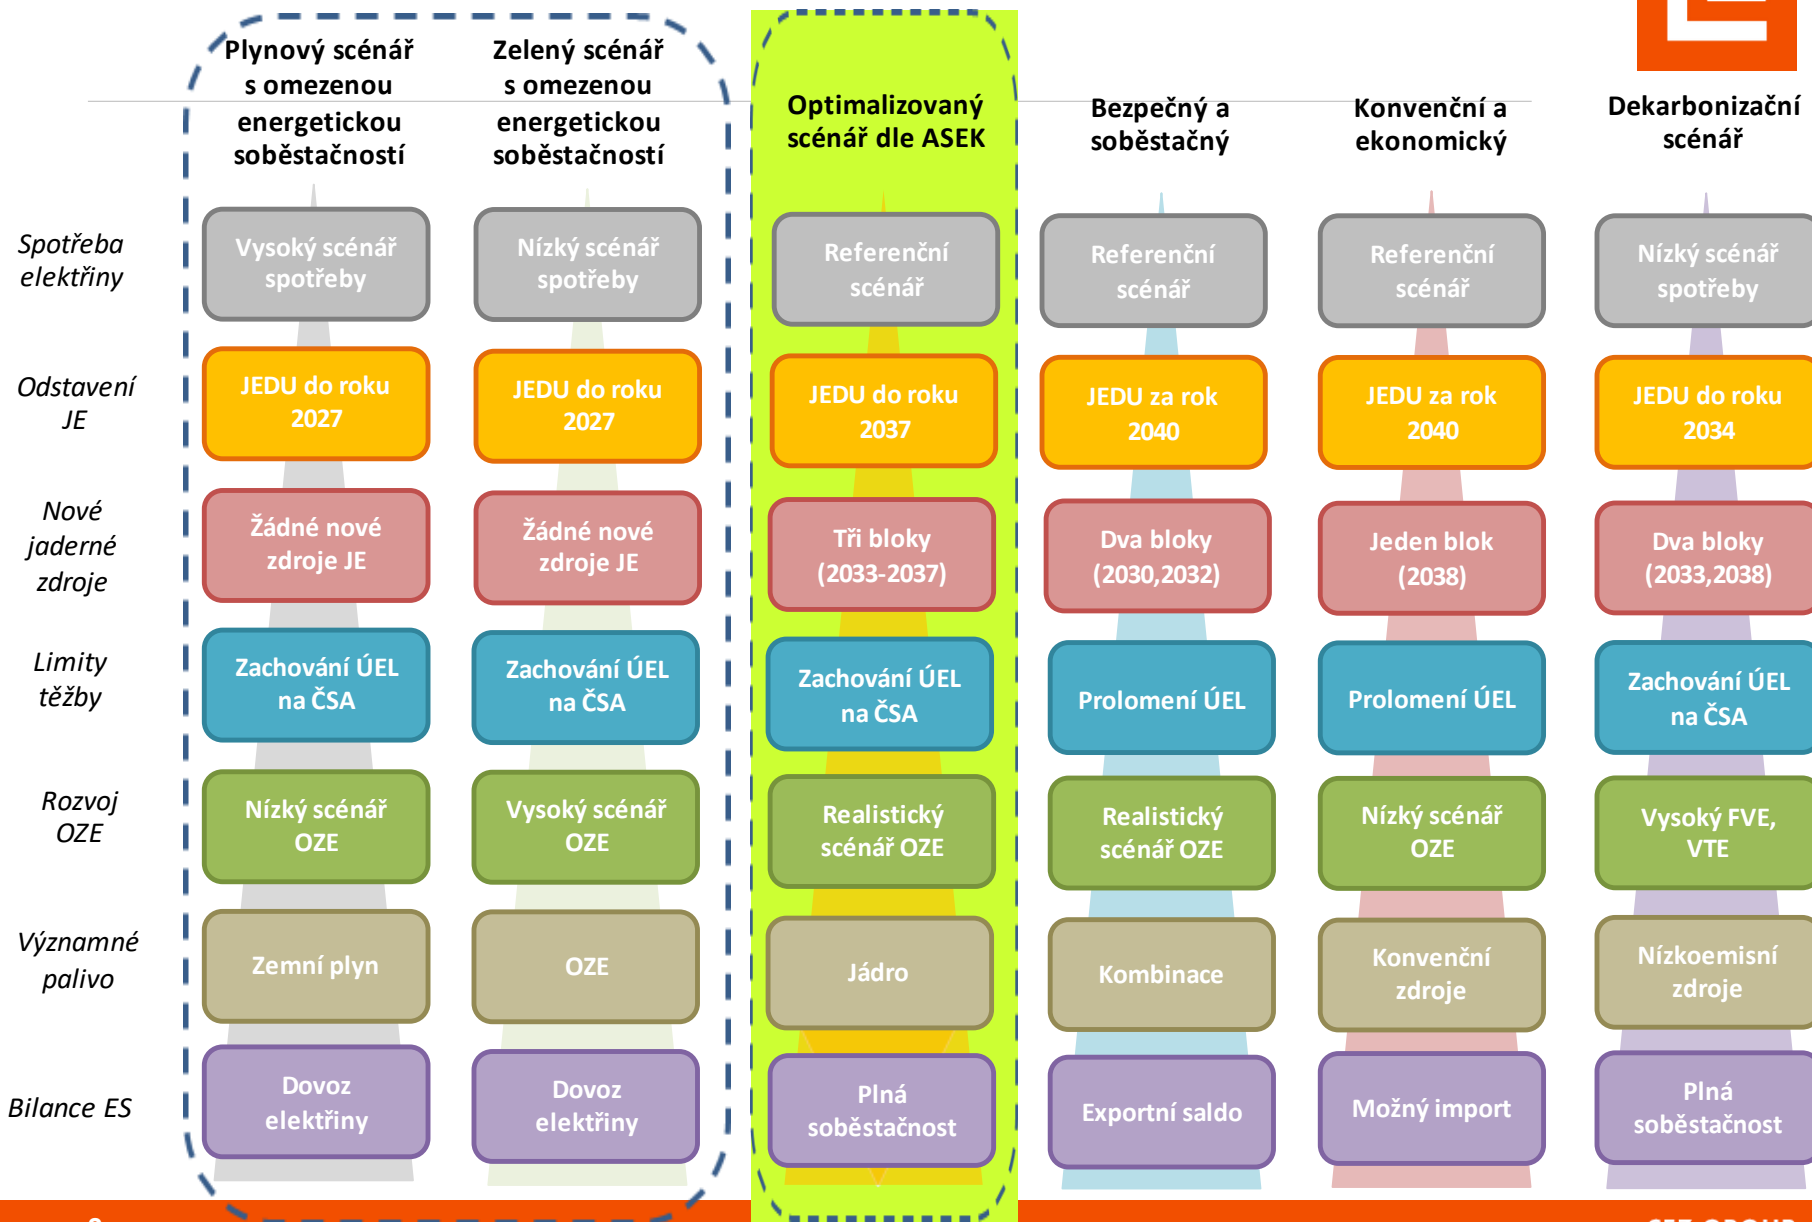 Plynový scénář
s omezenou
energetickou
soběstačností
Zelený scénář
s omezenou
energetickou
soběstačností
Optimalizovaný
scénář dle ASEK
Bezpečný a
soběstačný
Konvenční a
ekonomický
Dekarbonizační
scénář
Spotřeba
elektřiny
Vysoký scénář
spotřeby
Nízký scénář
spotřeby
Referenční
scénář
Referenční
scénář
Referenční
scénář
Nízký scénář
spotřeby
Odstavení
JE
JEDU do roku
2027
JEDU do roku
2027
JEDU do roku
2037
JEDU za rok
2040
JEDU za rok
2040
JEDU do roku
2034
Nové
jaderné
zdroje
Žádné nové
zdroje JE
Žádné nové
zdroje JE
Tři bloky
(2033-2037)
Dva bloky
(2030,2032)
Jeden blok
(2038)
Dva bloky
(2033,2038)
Limity
těžby
Zachování ÚEL
na ČSA
Zachování ÚEL
na ČSA
Zachování ÚEL
na ČSA
Prolomení ÚEL
Prolomení ÚEL
Zachování ÚEL
na ČSA
Rozvoj
OZE
Nízký scénář
OZE
Vysoký scénář
OZE
Realistický
scénář OZE
Realistický
scénář OZE
Nízký scénář
OZE
Vysoký FVE,
VTE
Významné
palivo
Zemní plyn
OZE
Jádro
Kombinace
Konvenční
zdroje
Nízkoemisní
zdroje
Bilance ES
Dovoz
elektřiny
Dovoz
elektřiny
Plná
soběstačnost
Exportní saldo
Možný import
Plná
soběstačnost